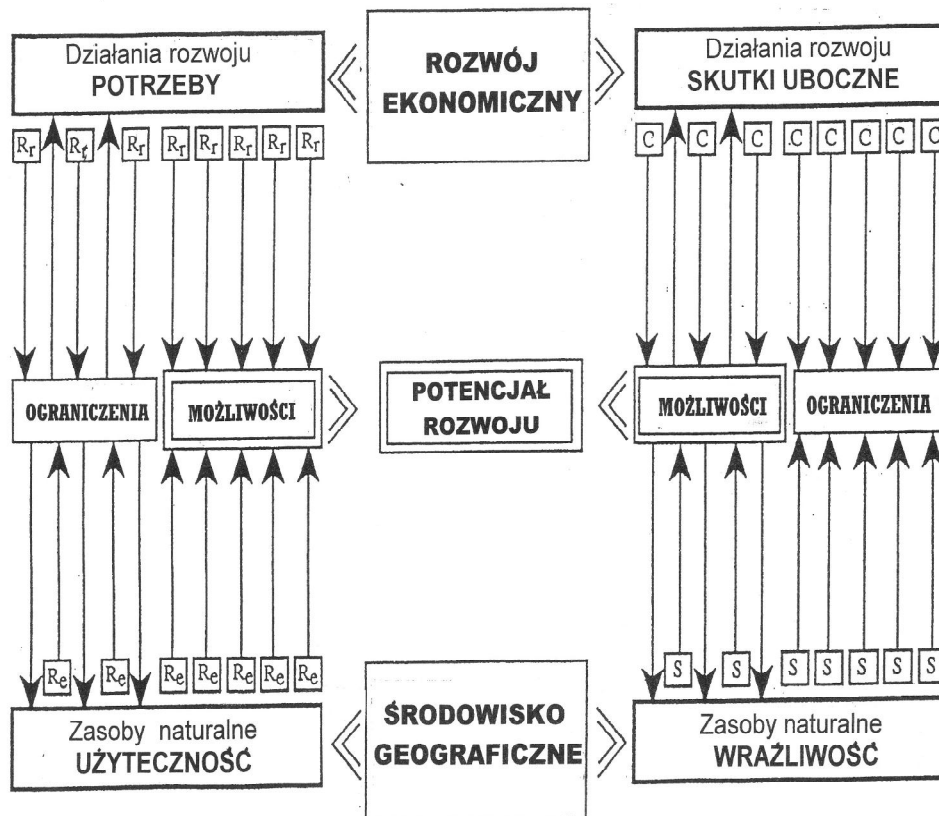 Działania rozwoju
POTRZEBY
ROZWÓJ
EKONOMICZNY
Działania rozwoju
SKUTKI UBOCZNE
Rr Rt Rr Rr Rr Rr Rr Rr
C C C C C C C C
OGRANICZENIA
MOŻLIWOŚCI
POTENCJAŁ
ROZWOJU
MOŻLIWOŚCI
OGRANICZENIA
Re Re Re Re Re Re Re
S S S S S S S
Zasoby naturalne
UŻYTECZNOŚĆ
ŚRODOWISKO
GEOGRAFICZNE
Zasoby naturalne
WRAŻLIWOŚĆ